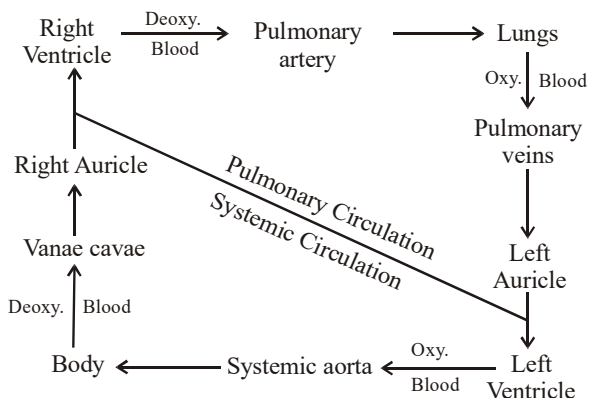 Right
Ventricle
Deoxy.
Blood
Pulmonary
artery
Lungs
Oxy. Blood
Pulmonary
veins
Right Auricle
Pulmonary Circulation
Systemic Circulation
Vanae cavae
Left
Auricle
Deoxy. Blood
Body
Systemic aorta
Oxy.
Blood
Left
Ventricle